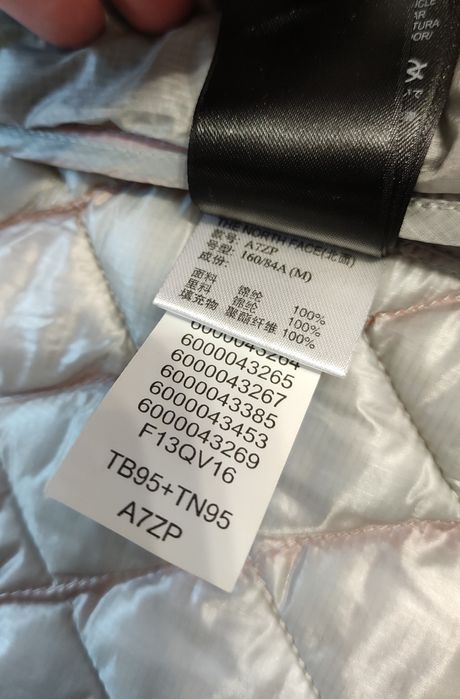 TURA
THE NORTH FACE(北面)
款号: A7ZP
号型: 160/84A (M)
成份:
面料 锦纶 100%
里料 锦纶 100%
填充物 聚酯纤维 100%
6000043264
6000043265
6000043267
6000043385
6000043453
6000043269
F13QV16
TB95+TN95
A7ZP